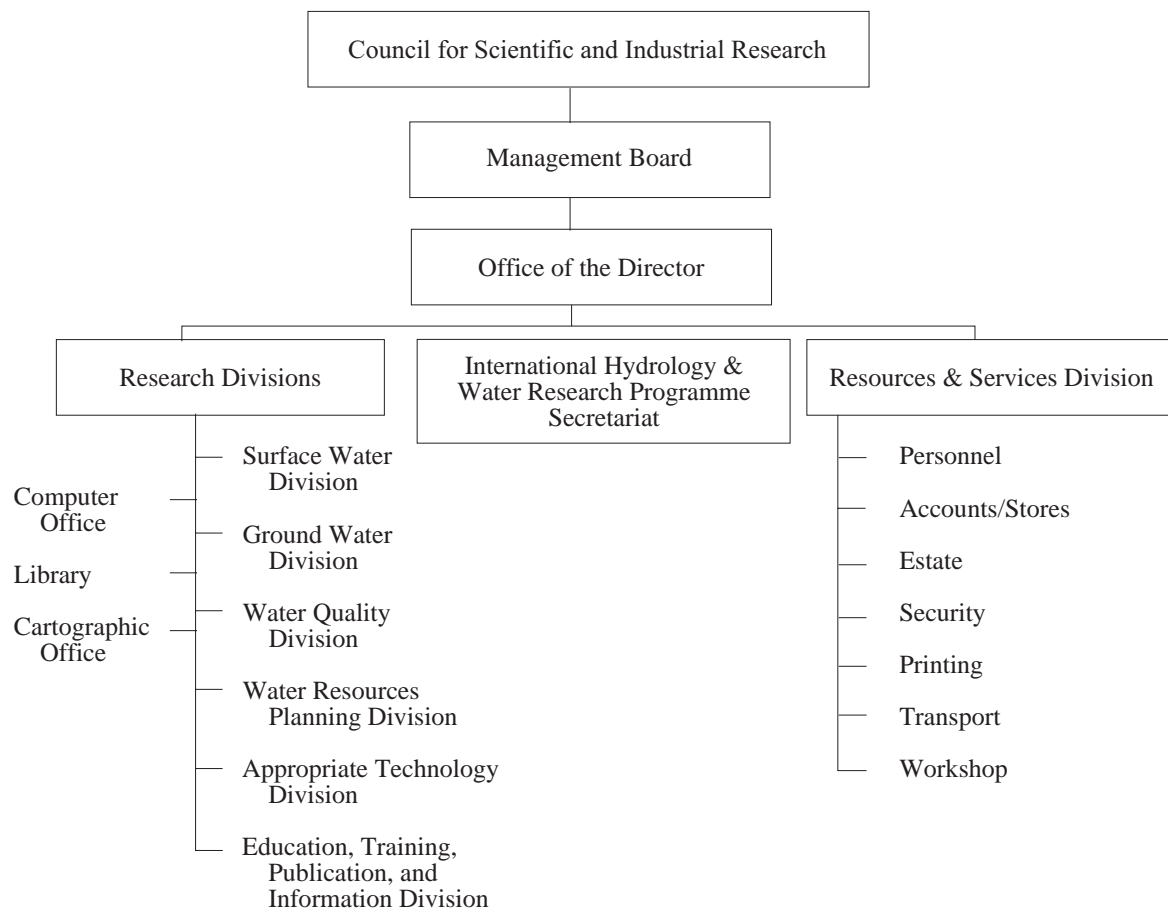 Council for Scientific and Industrial Research
Management Board
Office of the Director
Research Divisions
International Hydrology &
Water Research Programme
Secretariat
Resources & Services Division
Computer
Office
Library
Cartographic
Office
Surface Water
Division
Ground Water
Division
Water Quality
Division
Water Resources
Planning Division
Appropriate Technology
Division
Education, Training,
Publication, and
Information Division
Personnel
Accounts/Stores
Estate
Security
Printing
Transport
Workshop